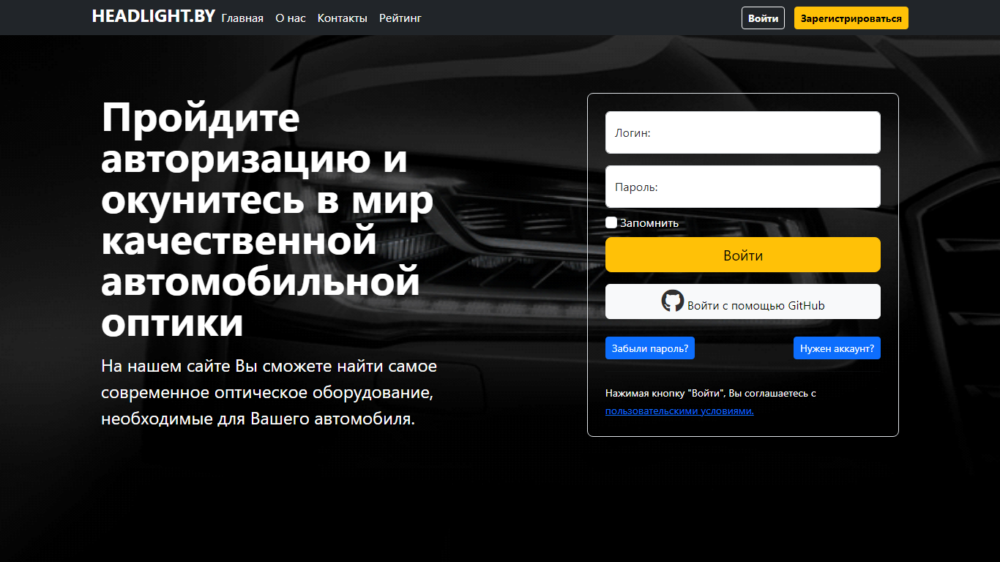 HEADLIGHT.BY Главная О нас Контакты Рейтинг Войти Зарегистрироваться
Пройдите
авторизацию и
окунитесь в мир
качественной
автомобильной
оптики
На нашем сайте Вы сможете найти самое
современное оптическое оборудование,
необходимые для Вашего автомобиля.
Логин:
Пароль:
Запомнить
Войти
Войти с помощью GitHub
Забыли пароль? Нужен аккаунт?
Нажимая кнопку "Войти", Вы соглашаетесь с
пользовательскими условиями.